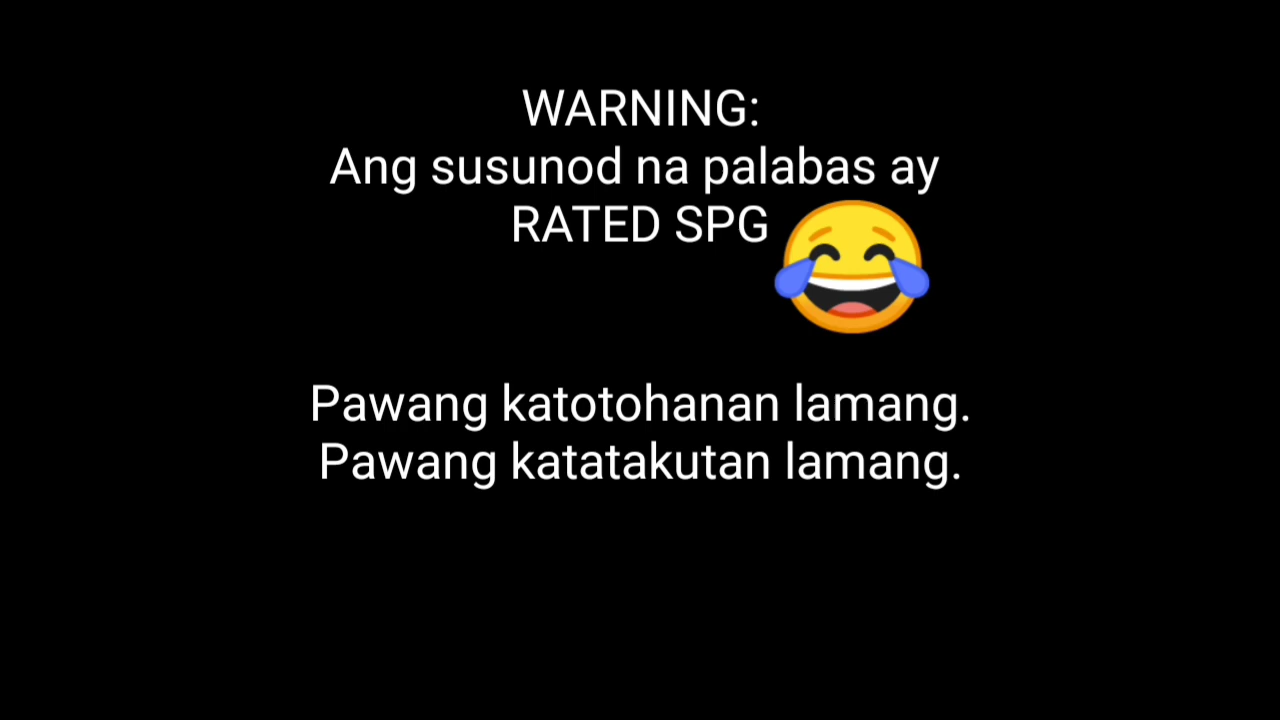 WARNING:
Ang susunod na palabas ay
RATED SPG
Pawang katotohanan lamang.
Pawang katatakutan lamang.